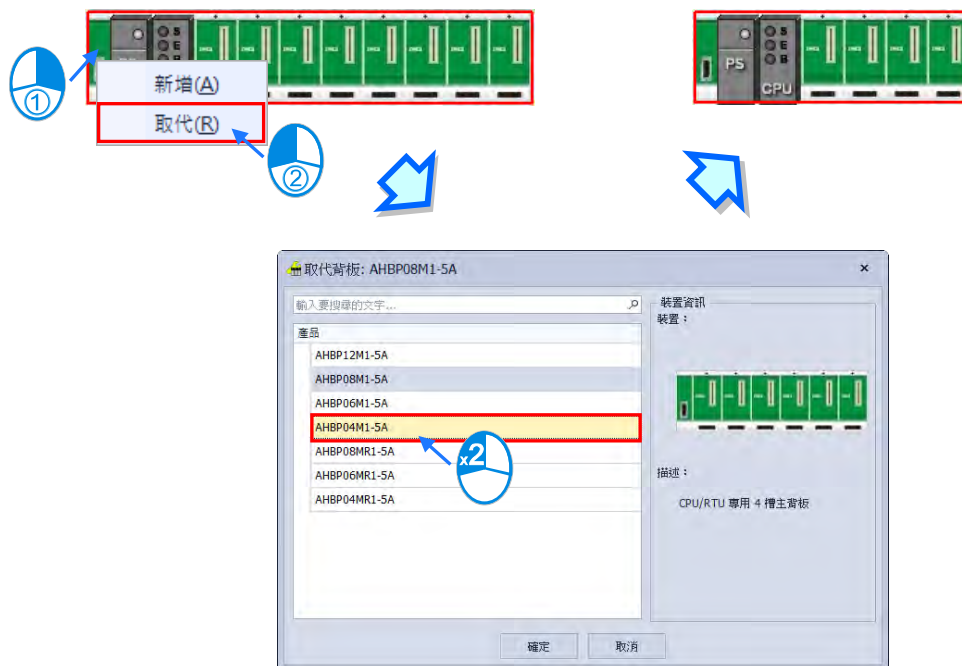 S
E
B
①
新增(A)
取代(R)
②
PS
S
E
B
CPU
取代背板: AHBP08M1-5A
×
輸入要搜尋的文字...
裝置資訊
裝置：
產品
AHBP12M1-5A
AHBP08M1-5A
AHBP06M1-5A
AHBP04M1-5A
x2
AHBP08MR1-5A
AHBP06MR1-5A
AHBP04MR1-5A
描述：
CPU/RTU 專用 4 槽主背板
確定
取消